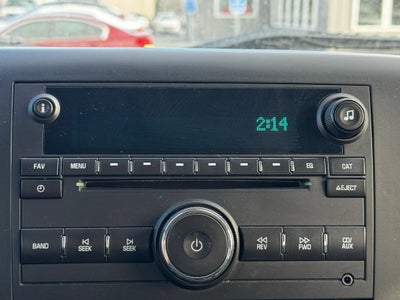 i
2:14
FAV MENU EQ CAT
EJECT
BAND SEEK SEEK REV FWD AUX